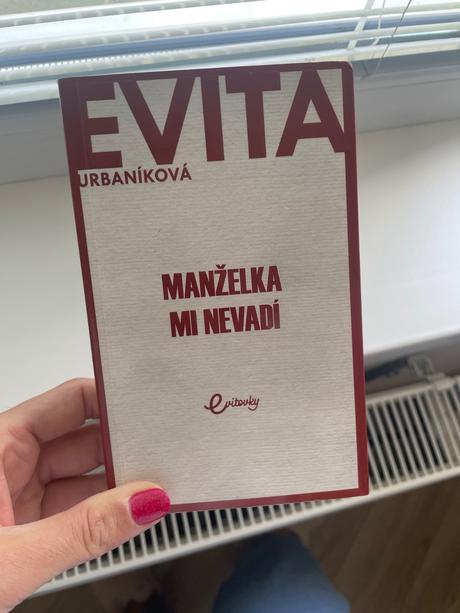 EVITA
URBANÍKOVÁ
MANŽELKA
MI NEVADÍ
evitovky